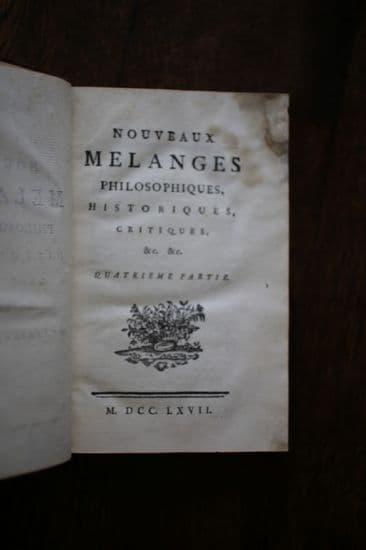 NOUVEAUX
MELANGES
PHILOSOPHIQUES,
HISTORIQUES,
CRITIQUES,
&c. &c.
QUATRIEME PARTIE.
M. DCC. LXVII.